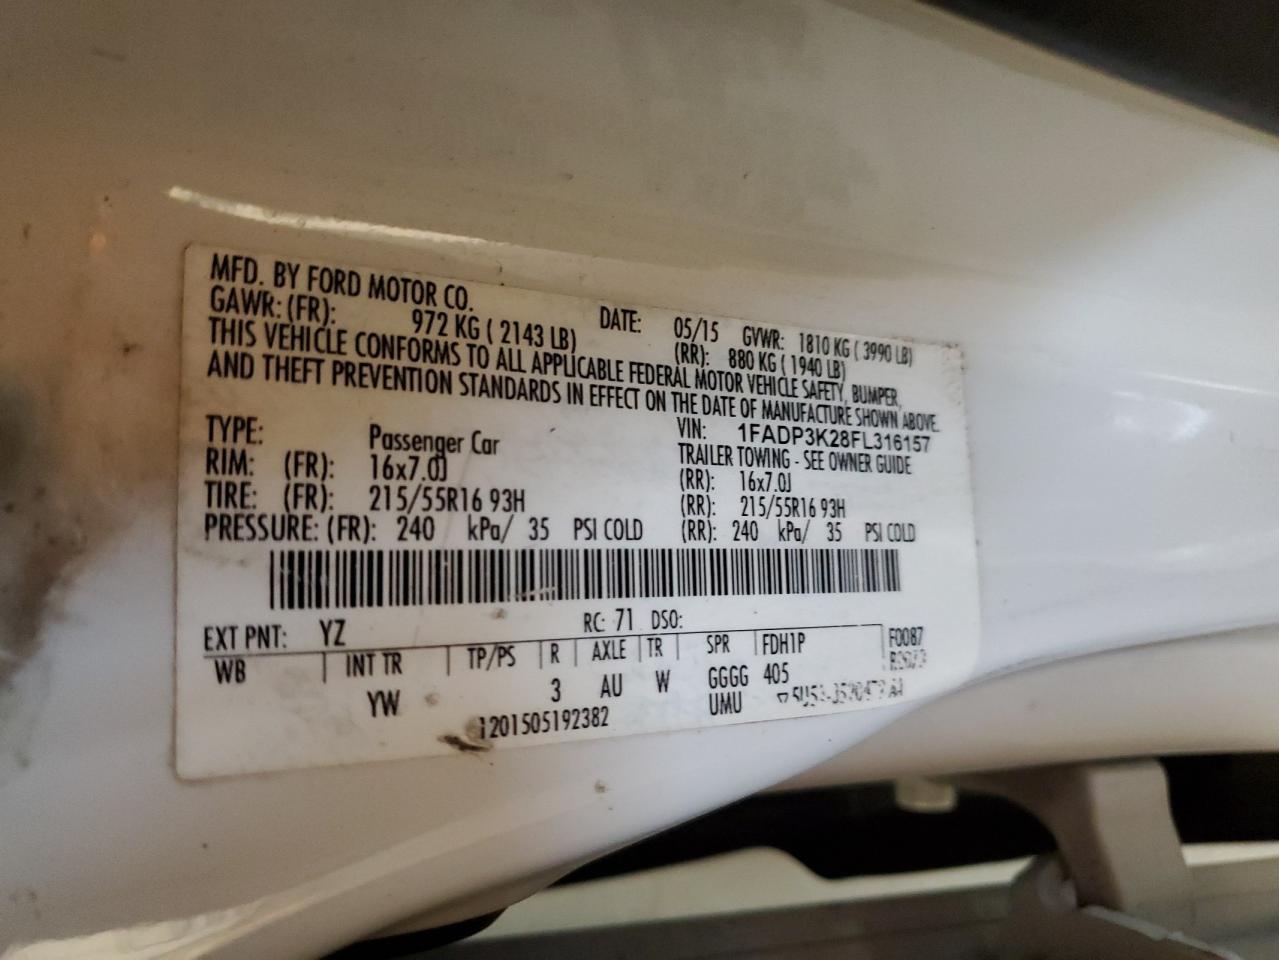 MFD. BY FORD MOTOR CO.
DATE: 05/15 GVWR: 1810 KG ( 3990 LB)
GAWR: (FR): 972 KG ( 2143 LB) (RR): 880 KG ( 1940 LB)
THIS VEHICLE CONFORMS TO ALL APPLICABLE FEDERAL MOTOR VEHICLE SAFETY, BUMPER,
AND THEFT PREVENTION STANDARDS IN EFFECT ON THE DATE OF MANUFACTURE SHOWN ABOVE.
VIN: 1FADP3K28FL316157
TYPE: Passenger Car TRAILER TOWING - SEE OWNER GUIDE
RIM: (FR): 16x7.0J (RR): 16x7.0J
TIRE: (FR): 215/55R16 93H (RR): 215/55R16 93H
PRESSURE: (FR): 240 kPa/ 35 PSI COLD (RR): 240 kPa/ 35 PSI COLD
EXT PNT: YZ RC: 71 DSO:
WB INT TR TP/PS R AXLE TR SPR FDH1P F0087
YW 3 AU W GGGG 405
UMU
1201505192382